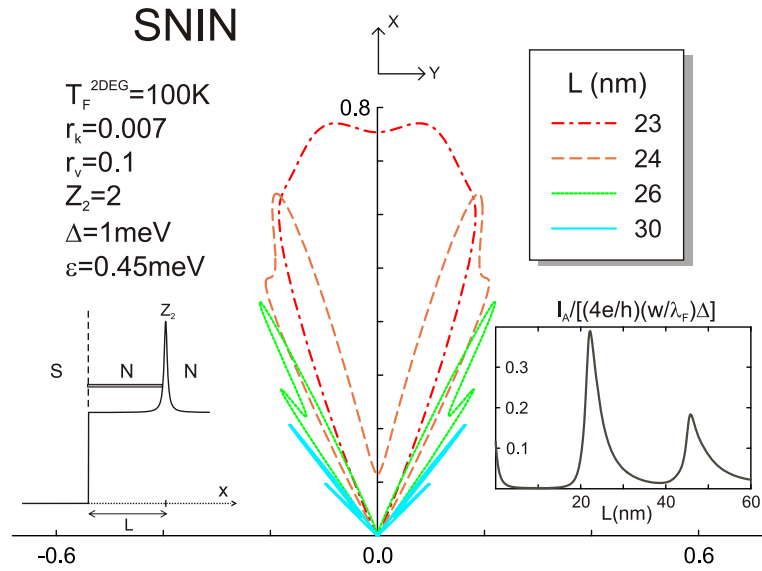 SNIN
X
Y
T_F^2DEG=100K
r_k=0.007
r_v=0.1
Z_2=2
Δ=1meV
ε=0.45meV
0.8
L (nm)
23
24
26
30
Z_2
S N N
x
L
I_A/[(4e/h)(w/λ_F)Δ]
0.3
0.2
0.1
0 20 40 60
L(nm)
-0.6 0.0 0.6